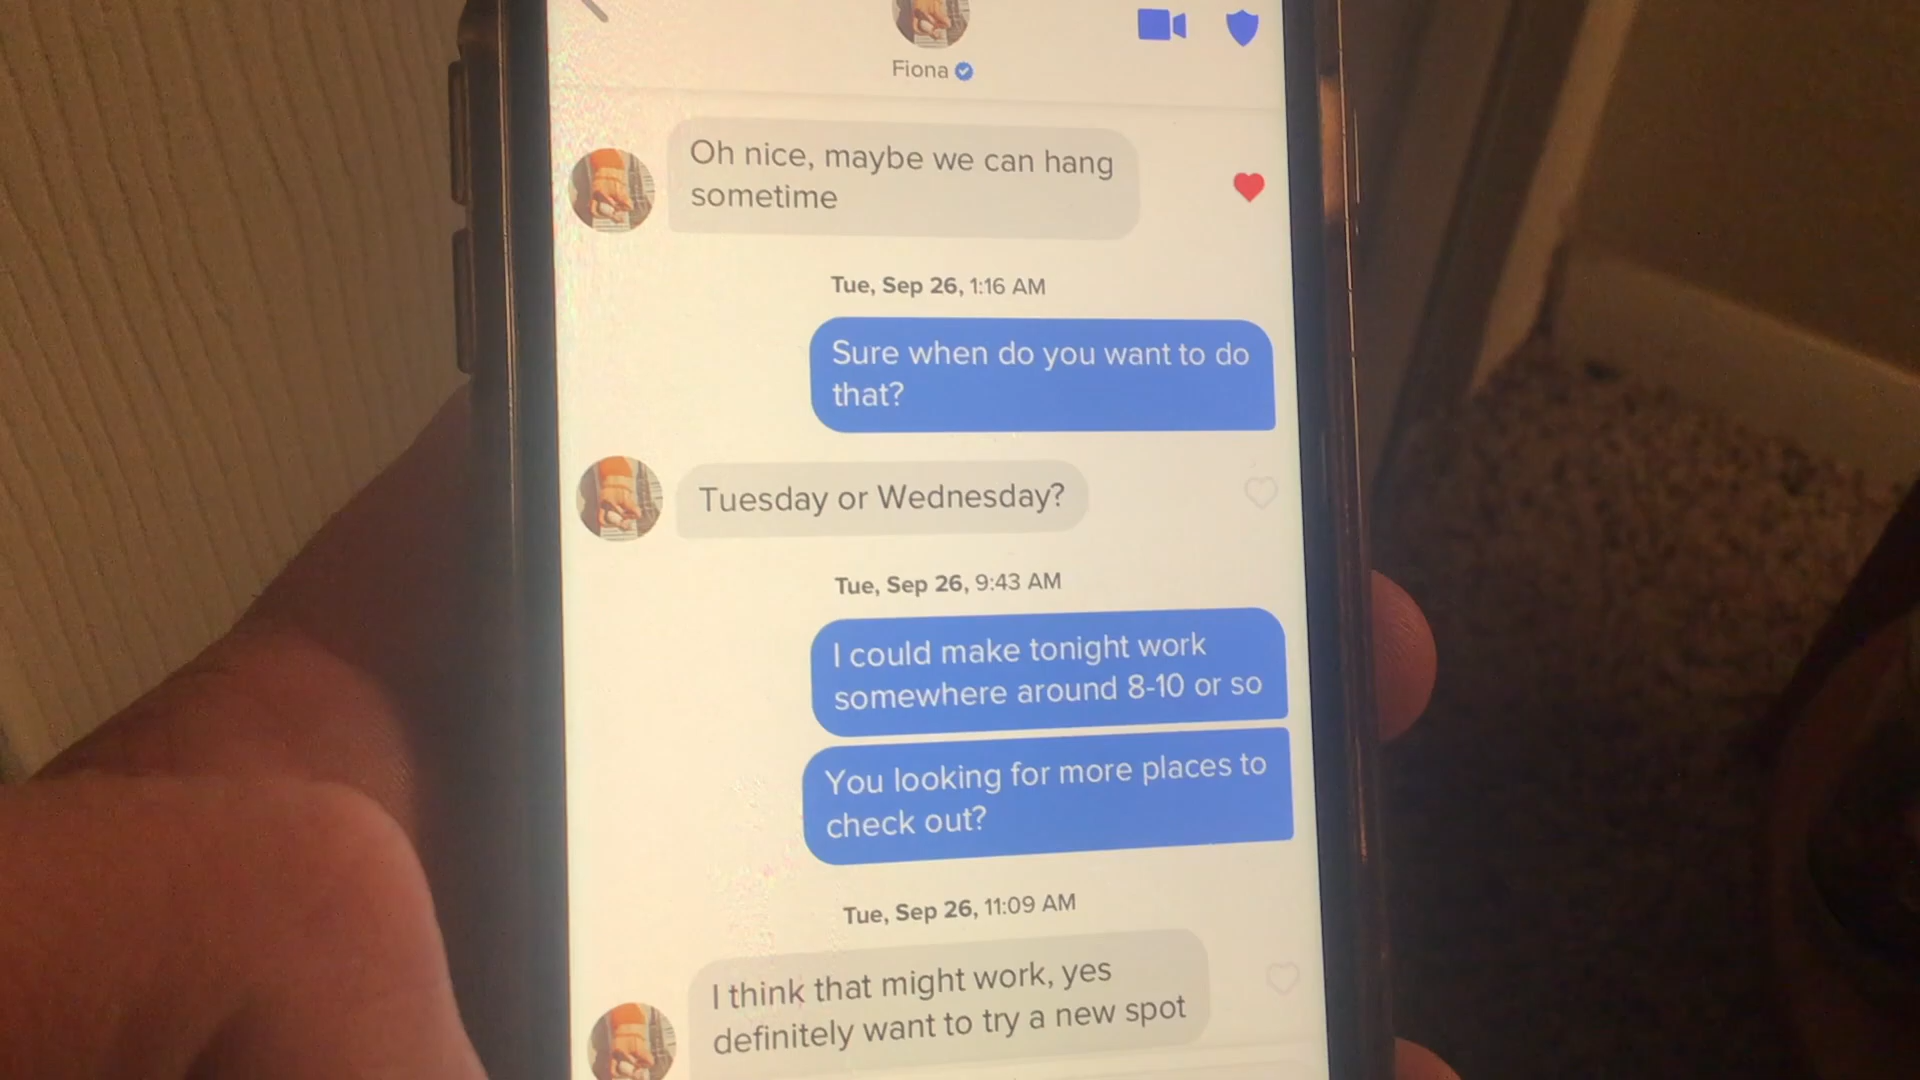 Fiona
Oh nice, maybe we can hang
sometime
Tue, Sep 26, 1:16 AM
Sure when do you want to do
that?
Tuesday or Wednesday?
Tue, Sep 26, 9:43 AM
I could make tonight work
somewhere around 8-10 or so
You looking for more places to
check out?
Tue, Sep 26, 11:09 AM
I think that might work, yes
definitely want to try a new spot